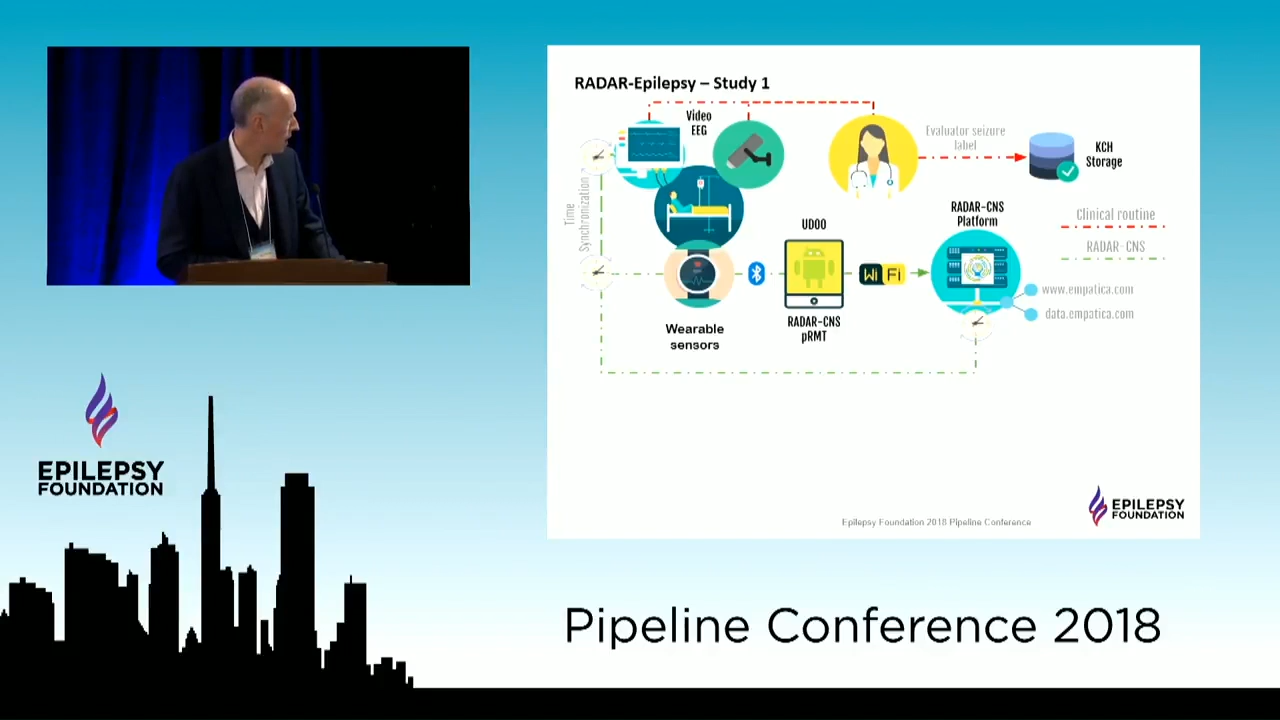 RADAR-Epilepsy – Study 1
Video
EEG
Evaluator seizure
label
KCH
Storage
Time
Synchronization
RADAR-CNS
Platform
UDOO
Clinical routine
RADAR-CNS
Wi Fi
www.empatica.com
data.empatica.com
Wearable
sensors
RADAR-CNS
pRMT
EPILEPSY
FOUNDATION
Epilepsy Foundation 2018 Pipeline Conference
EPILEPSY
FOUNDATION
Pipeline Conference 2018